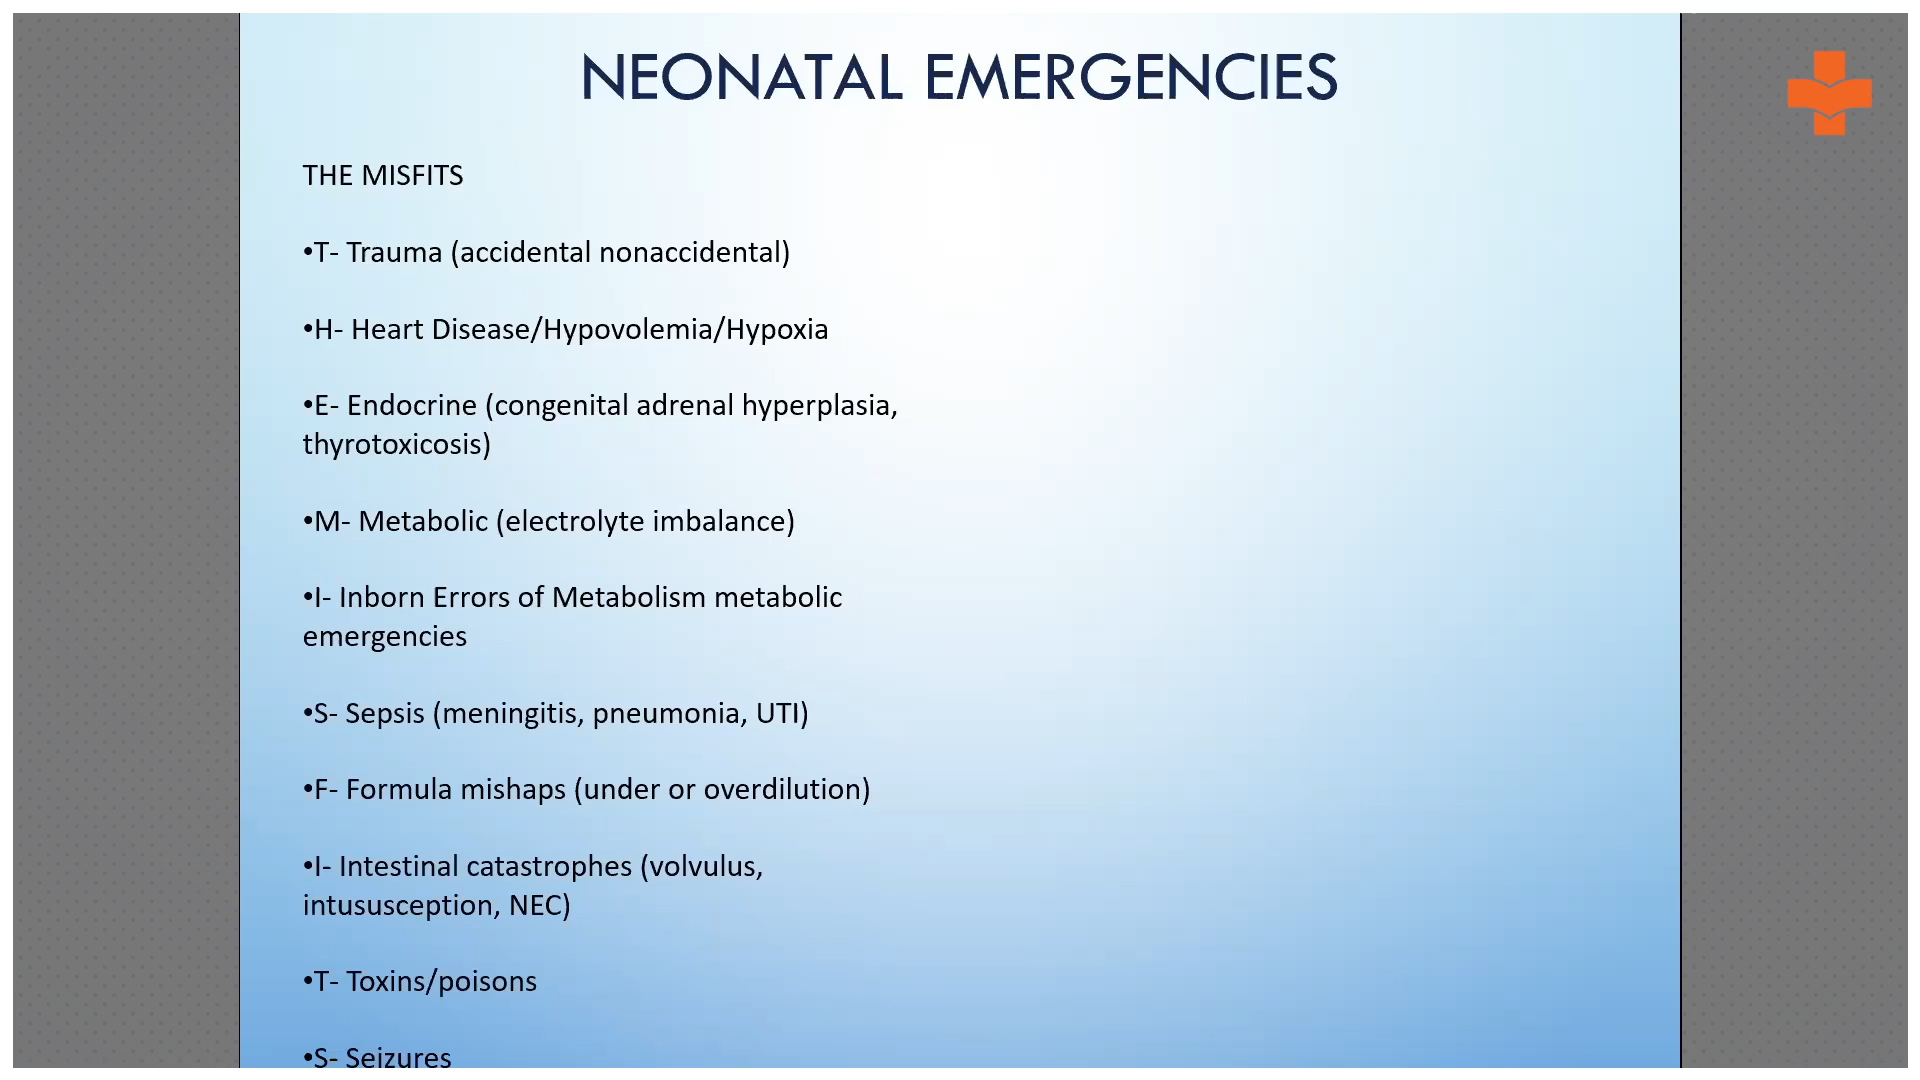 NEONATAL EMERGENCIES
THE MISFITS
•T- Trauma (accidental nonaccidental)
•H- Heart Disease/Hypovolemia/Hypoxia
•E- Endocrine (congenital adrenal hyperplasia,
thyrotoxicosis)
•M- Metabolic (electrolyte imbalance)
•I- Inborn Errors of Metabolism metabolic
emergencies
•S- Sepsis (meningitis, pneumonia, UTI)
•F- Formula mishaps (under or overdilution)
•I- Intestinal catastrophes (volvulus,
intususception, NEC)
•T- Toxins/poisons
•S- Seizures